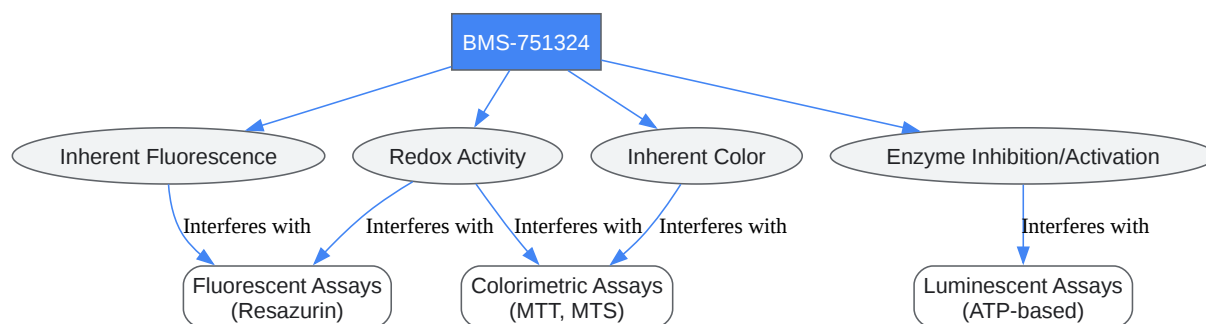 BMS-751324
Inherent Fluorescence
Redox Activity
Inherent Color
Enzyme Inhibition/Activation
Interferes with
Interferes with
Interferes with
Interferes with
Interferes with
Fluorescent Assays
(Resazurin)
Colorimetric Assays
(MTT, MTS)
Luminescent Assays
(ATP-based)